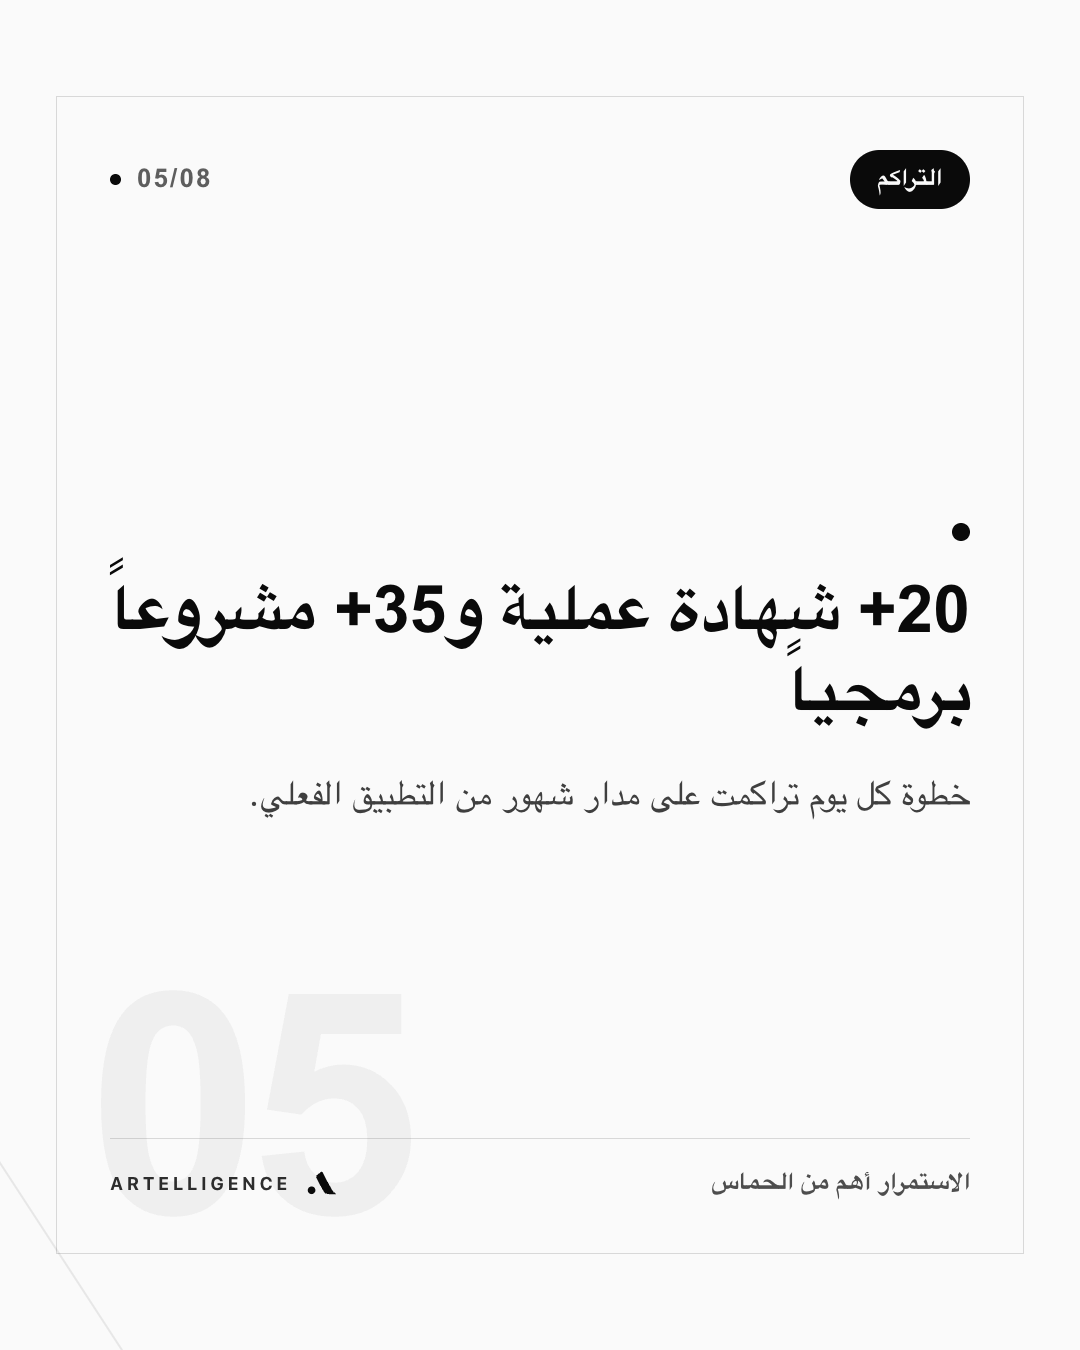 التراكم
05/08
20+ شهادة عملية و35+ مشروعاً
برمجياً
خطوة كل يوم تراكمت على مدار شهور من التطبيق الفعلي.
05
الاستمرار أهم من الحماس
ARTELLIGENCE